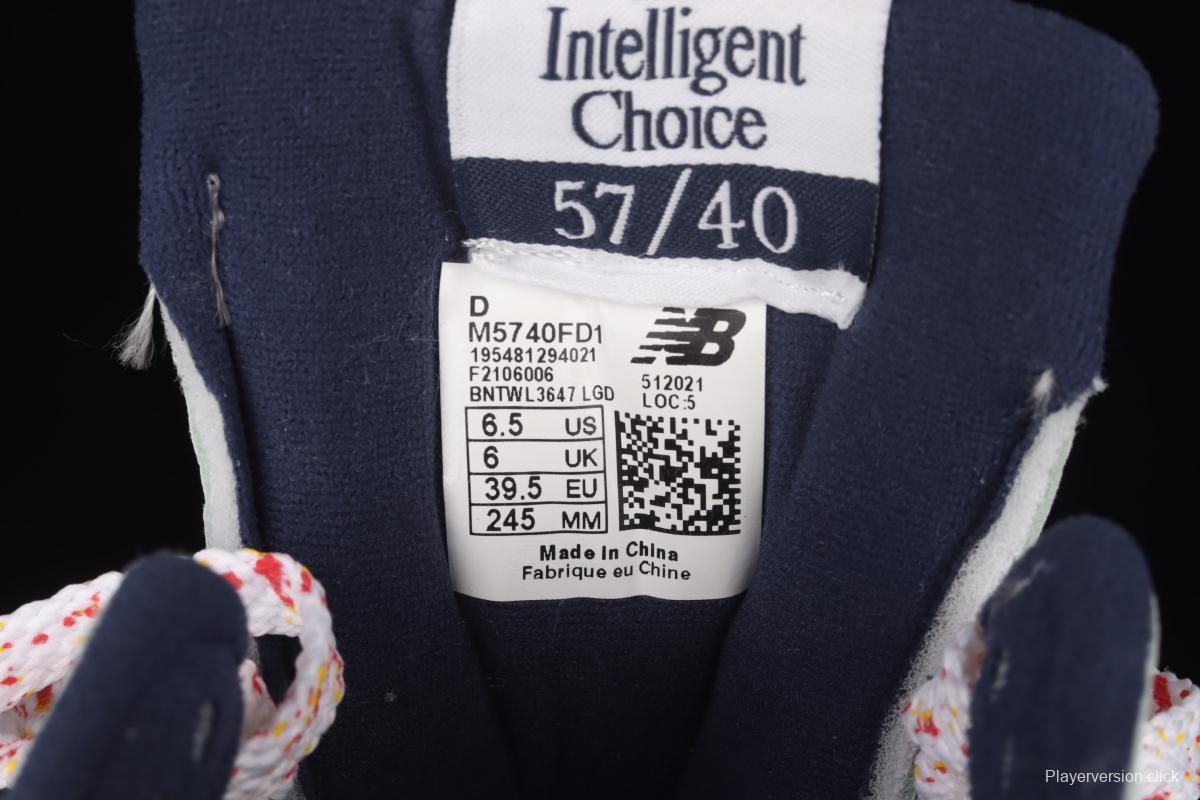 Intelligent
Choice
57/40
D
M5740FD1
195481294021
F2106006
BNTWL3647 LGD
NB
512021
LOC:5
6.5 US
6 UK
39.5 EU
245 MM
Made in China
Fabrique eu Chine
Playerversion.click